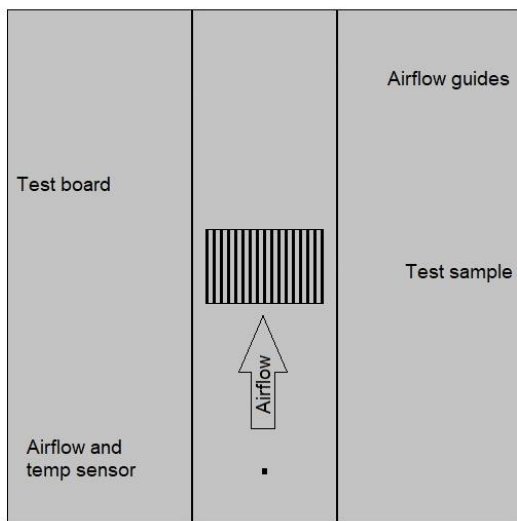 Airflow guides
Test board
Test sample
Airflow
Airflow and
temp sensor